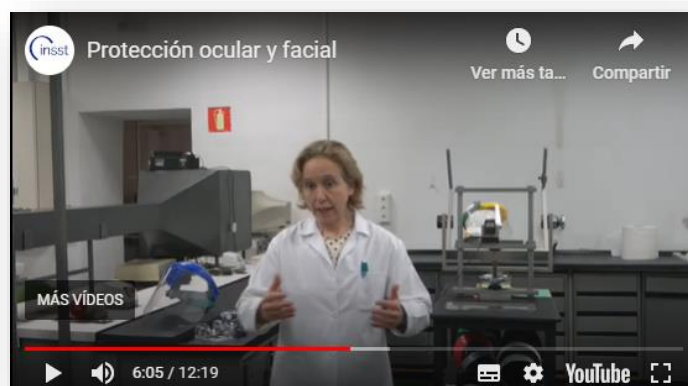 insst
Protección ocular y facial
Ver más ta...
Compartir
MÁS VÍDEOS
6:05 / 12:19
YouTube